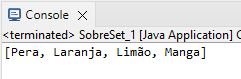 Console
<terminated> SobreSet_1 [Java Application] C
[Pera, Laranja, Limão, Manga]